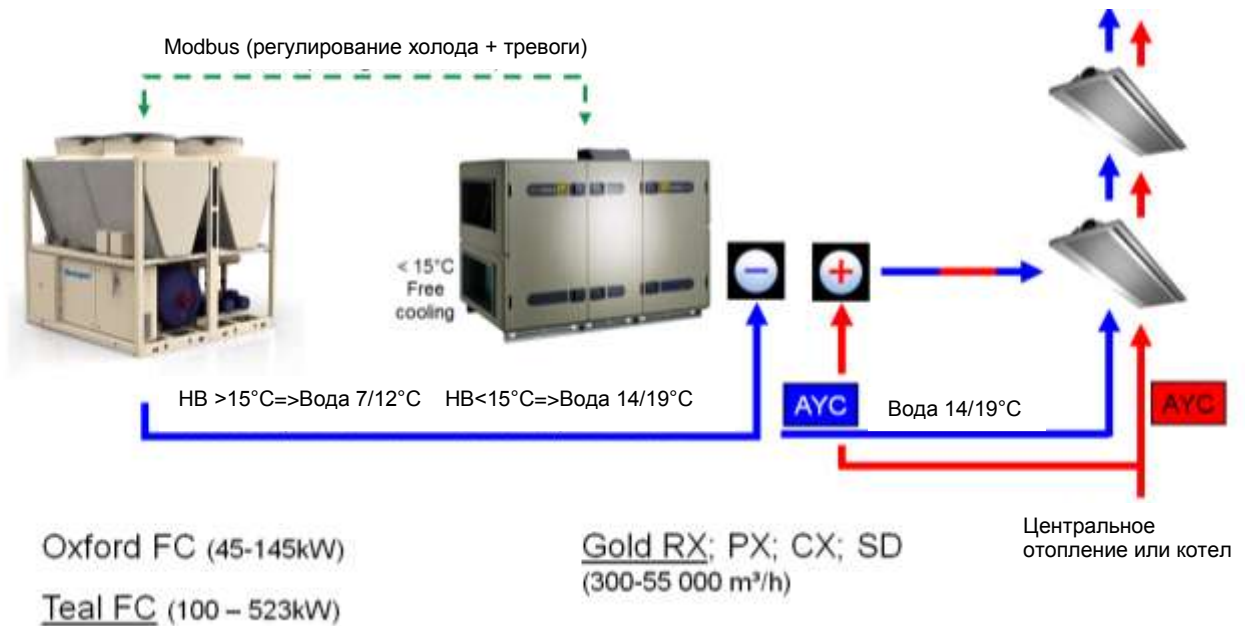 Modbus (регулирование холода + тревоги)
< 15°C
Free
cooling
НВ >15°C=>Вода 7/12°C НВ<15°C=>Вода 14/19°C
AYC
Вода 14/19°C
AYC
Центральное
отопление или котел
Oxford FC (45-145kW)
Teal FC (100 – 523kW)
Gold RX; PX; CX; SD
(300-55 000 m³/h)